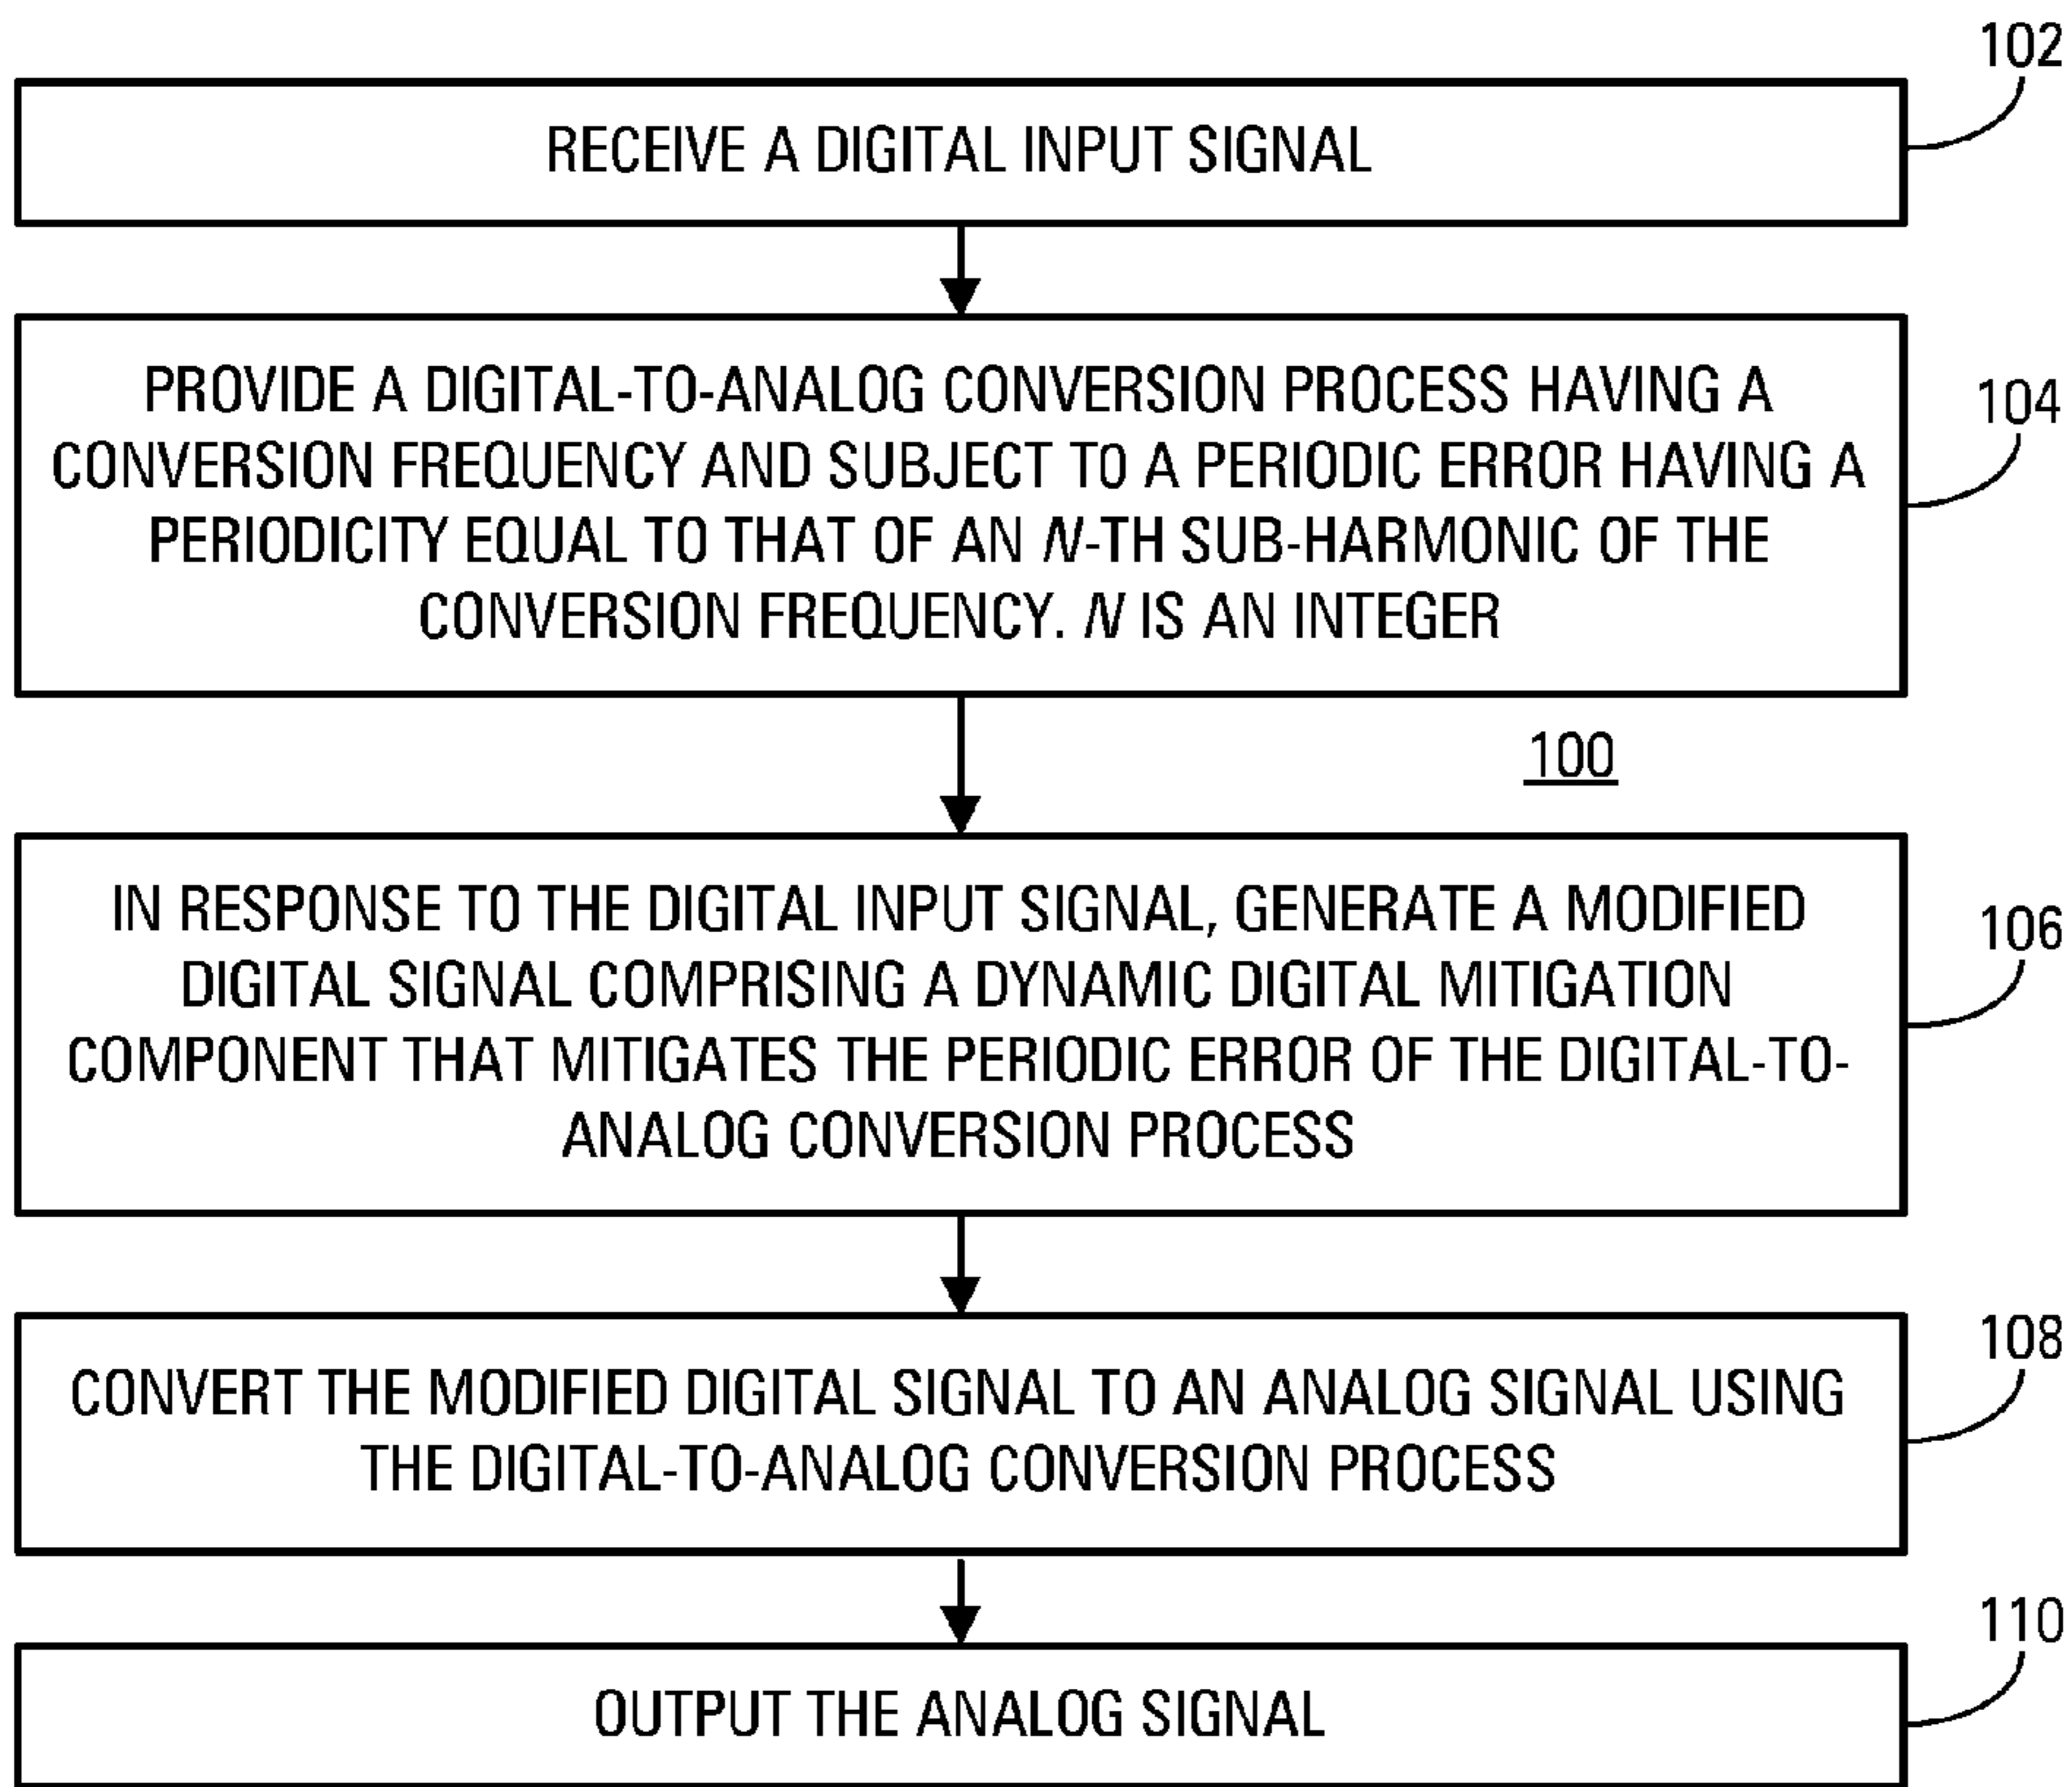 102
RECEIVE A DIGITAL INPUT SIGNAL
104
PROVIDE A DIGITAL-TO-ANALOG CONVERSION PROCESS HAVING A
CONVERSION FREQUENCY AND SUBJECT TO A PERIODIC ERROR HAVING A
PERIODICITY EQUAL TO THAT OF AN N-TH SUB-HARMONIC OF THE
CONVERSION FREQUENCY. N IS AN INTEGER
100
106
IN RESPONSE TO THE DIGITAL INPUT SIGNAL, GENERATE A MODIFIED
DIGITAL SIGNAL COMPRISING A DYNAMIC DIGITAL MITIGATION
COMPONENT THAT MITIGATES THE PERIODIC ERROR OF THE DIGITAL-TO-
ANALOG CONVERSION PROCESS
108
CONVERT THE MODIFIED DIGITAL SIGNAL TO AN ANALOG SIGNAL USING
THE DIGITAL-TO-ANALOG CONVERSION PROCESS
110
OUTPUT THE ANALOG SIGNAL